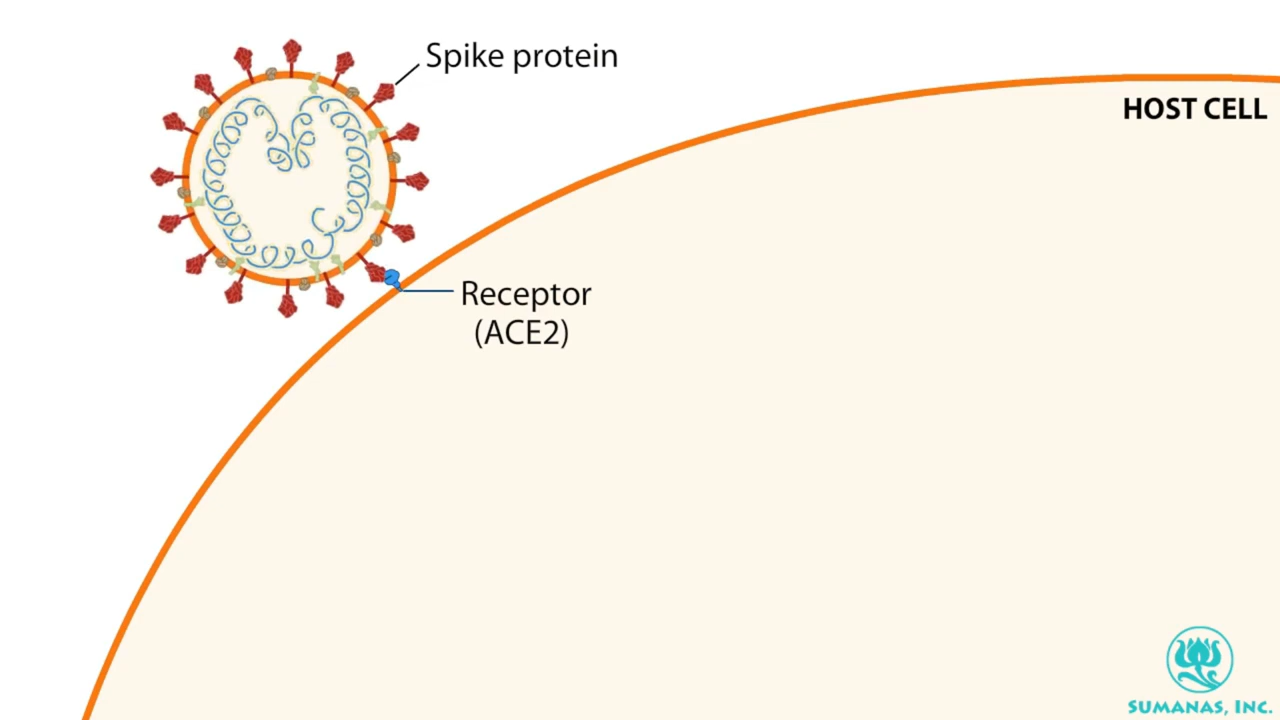 Spike protein
HOST CELL
Receptor
(ACE2)
SUMANAS, INC.